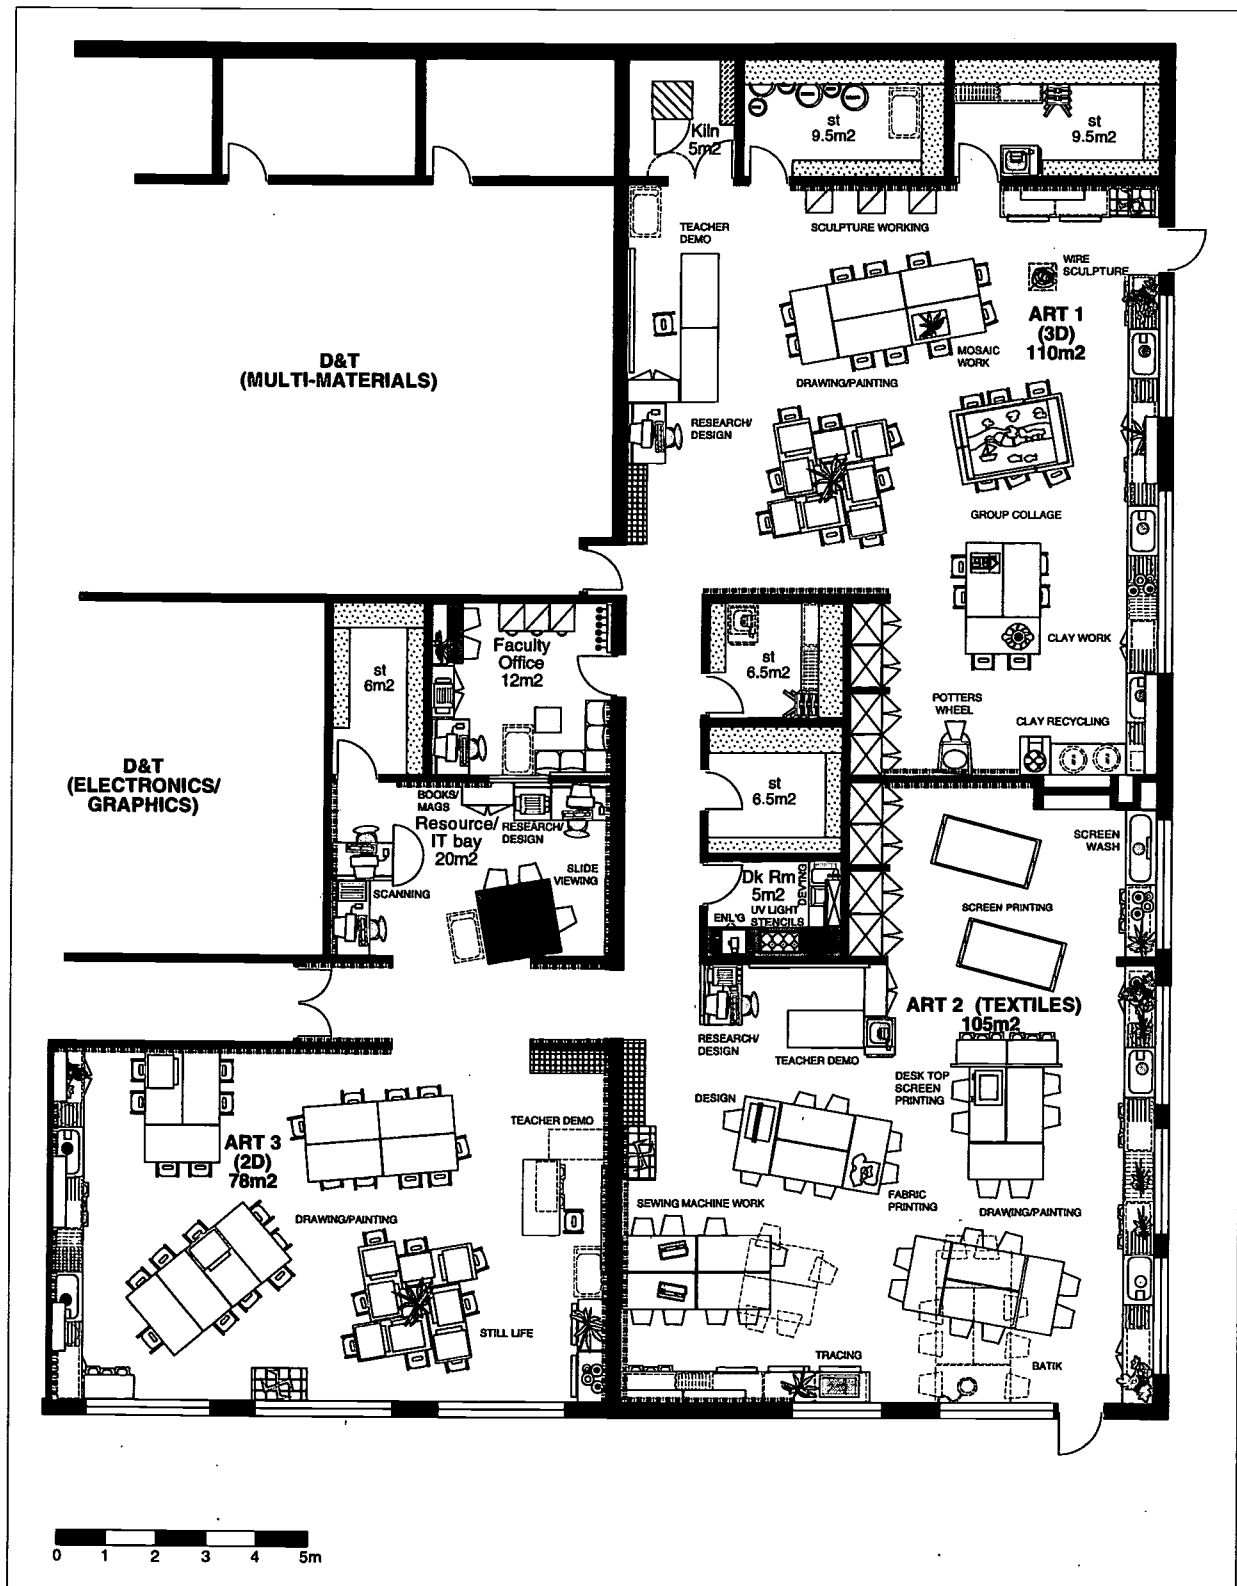 Kiln
5m2
st
9.5m2
st
9.5m2
TEACHER
DEMO
SCULPTURE WORKING
WIRE
SCULPTURE
ART 1
(3D)
110m2
MOSAIC
WORK
D&T
(MULTI-MATERIALS)
DRAWING/PAINTING
RESEARCH/
DESIGN
GROUP COLLAGE
CLAY WORK
Faculty
Office
12m2
st
6m2
st
6.5m2
POTTERS
WHEEL
CLAY RECYCLING
D&T
(ELECTRONICS/
GRAPHICS)
BOOKS/
MAGS
Resource/
IT bay
20m2
RESEARCH/
DESIGN
st
6.5m2
SCREEN
WASH
SLIDE
VIEWING
SCANNING
Dk Rm
5m2
UV LIGHT
STENCILS
DEV'ING
ENL'G
SCREEN PRINTING
ART 2 (TEXTILES)
105m2
RESEARCH/
DESIGN
TEACHER DEMO
DESK TOP
SCREEN
PRINTING
DESIGN
TEACHER DEMO
ART 3
(2D)
78m2
FABRIC
PRINTING
SEWING MACHINE WORK
DRAWING/PAINTING
DRAWING/PAINTING
STILL LIFE
TRACING
BATIK
0 1 2 3 4 5m